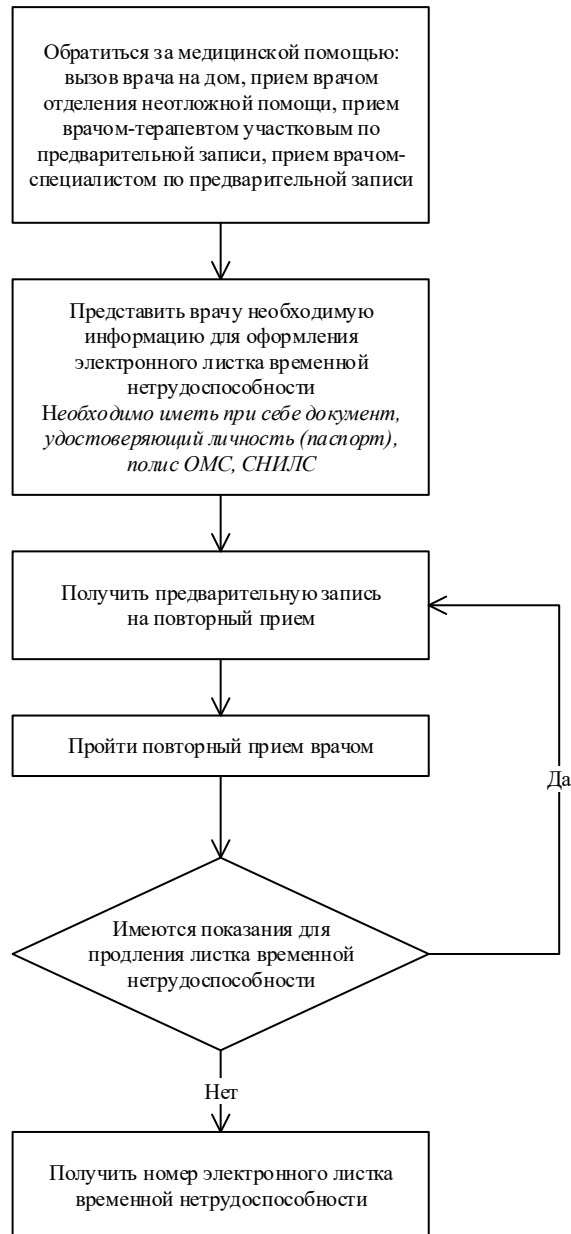 Обратиться за медицинской помощью:
вызов врача на дом, прием врачом
отделения неотложной помощи, прием
врачом-терапевтом участковым по
предварительной записи, прием врачом-
специалистом по предварительной записи
Представить врачу необходимую
информацию для оформления
электронного листка временной
нетрудоспособности
Необходимо иметь при себе документ,
удостоверяющий личность (паспорт),
полис ОМС, СНИЛС
Получить предварительную запись
на повторный прием
Пройти повторный прием врачом
Да
Имеются показания для
продления листка временной
нетрудоспособности
Нет
Получить номер электронного листка
временной нетрудоспособности